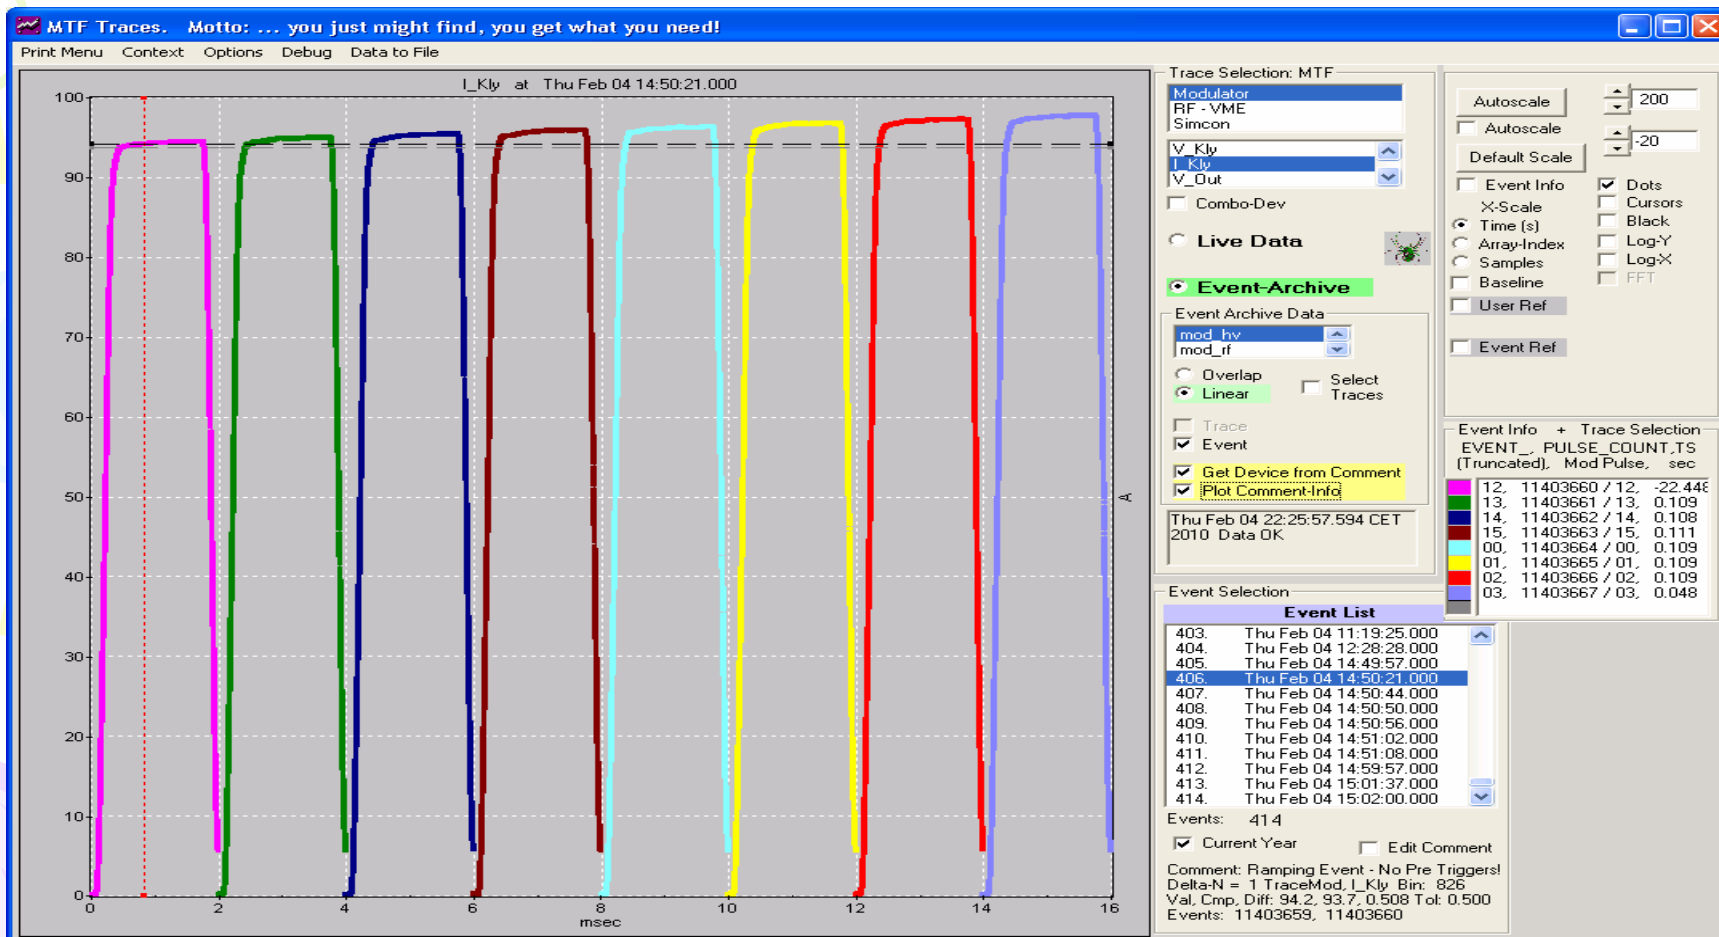 MTF Traces.   Motto: ... you just might find, you get what you need!
Print Menu   Context   Options   Debug   Data to File
I_Kly   at   Thu Feb 04 14:50:21.000
100
90
80
70
60
50
40
30
20
10
0
0   2   4   6   8   10   12   14   16
msec
A
Trace Selection: MTF
Modulator
RF - VME
Simcon
V_Kly
I_Kly
V_Out
Combo-Dev
Live Data
Event-Archive
Event Archive Data
mod_hv
mod_rf
Overlap
Linear
Select
Traces
Trace
Event
Get Device from Comment
Plot Comment-Info
Thu Feb 04 22:25:57.594 CET
2010  Data OK
Autoscale   200
Autoscale
-20
Default Scale
Event Info   Dots
X-Scale   Cursors
Time (s)   Black
Array-Index   Log-Y
Samples   Log-X
Baseline   FFT
User Ref
Event Ref
Event Info   +   Trace Selection
EVENT_, PULSE_COUNT,TS
(Truncated),  Mod Pulse,   sec
12,   11403660 / 12,   -22.448
13,   11403661 / 13,   0.109
14,   11403662 / 14,   0.108
15,   11403663 / 15,   0.111
00,   11403664 / 00,   0.109
01,   11403665 / 01,   0.109
02,   11403666 / 02,   0.109
03,   11403667 / 03,   0.048
Event Selection
Event List
403.   Thu Feb 04 11:19:25.000
404.   Thu Feb 04 12:28:28.000
405.   Thu Feb 04 14:49:57.000
406.   Thu Feb 04 14:50:21.000
407.   Thu Feb 04 14:50:44.000
408.   Thu Feb 04 14:50:50.000
409.   Thu Feb 04 14:50:56.000
410.   Thu Feb 04 14:51:02.000
411.   Thu Feb 04 14:51:08.000
412.   Thu Feb 04 14:59:57.000
413.   Thu Feb 04 15:01:37.000
414.   Thu Feb 04 15:02:00.000
Events:   414
Current Year   Edit Comment
Comment: Ramping Event - No Pre Triggers!
Delta-N =  1 TraceMod, I_Kly  Bin:  826
Val, Cmp, Diff: 94.2, 93.7, 0.508 Tol: 0.500
Events:  11403659,  11403660